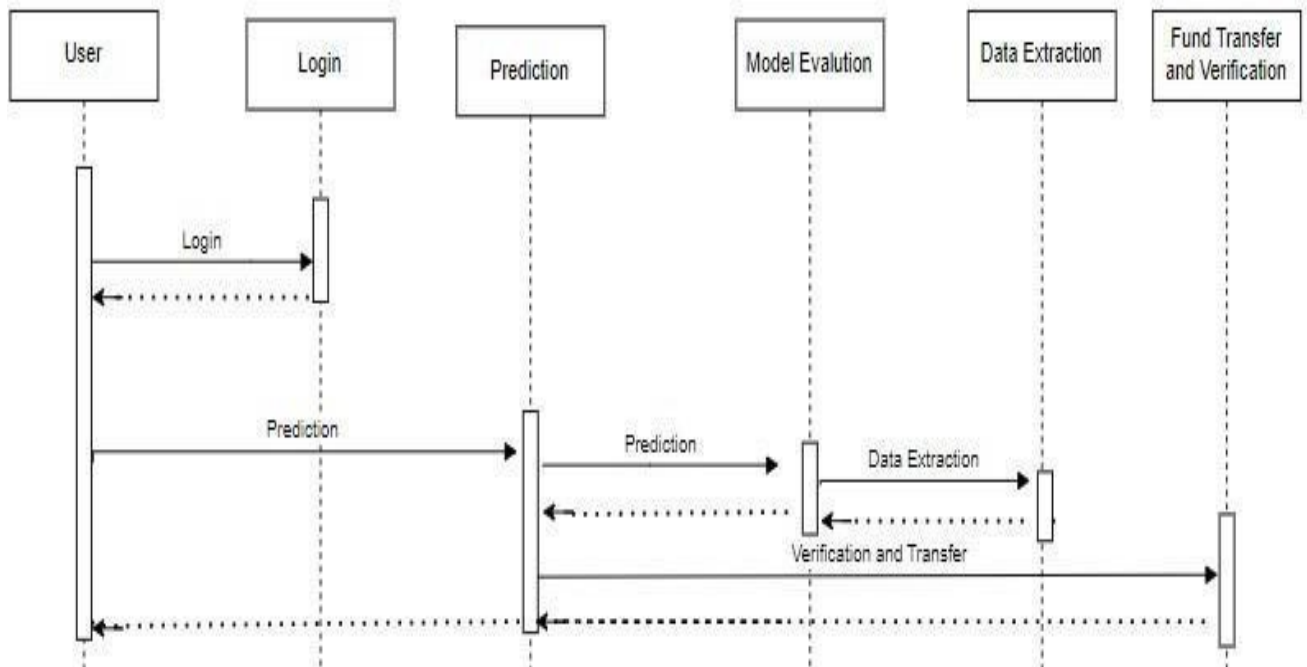 User
Login
Prediction
Model Evalution
Data Extraction
Fund Transfer
and Verification
Login
Prediction
Prediction
Data Extraction
Verification and Transfer